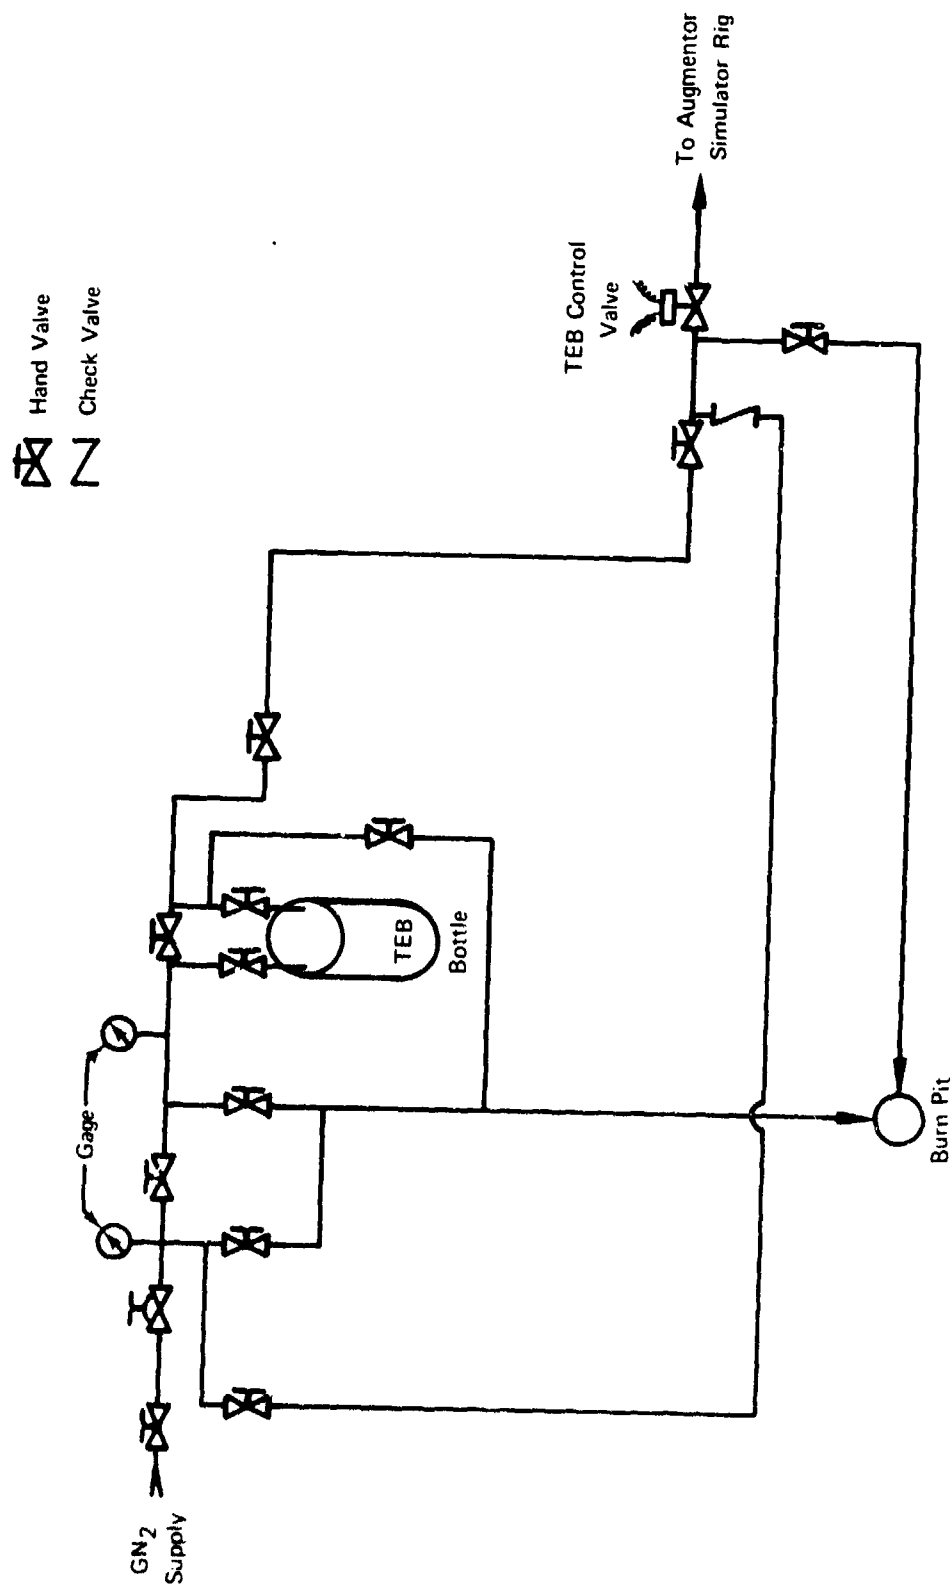 Hand Valve
Check Valve
To Augmentor
Simulator Rig
TEB Control
Valve
Gage
TEB
Bottle
GN2
Supply
Burn Pit